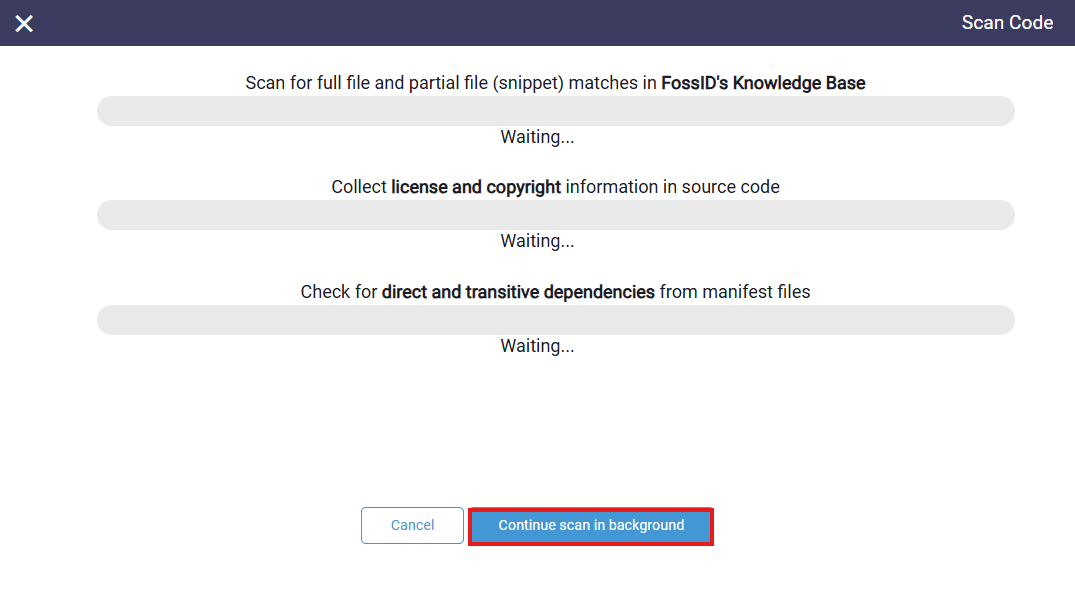 Scan Code
Scan for full file and partial file (snippet) matches in FossID's Knowledge Base
Waiting...
Collect license and copyright information in source code
Waiting...
Check for direct and transitive dependencies from manifest files
Waiting...
Cancel
Continue scan in background